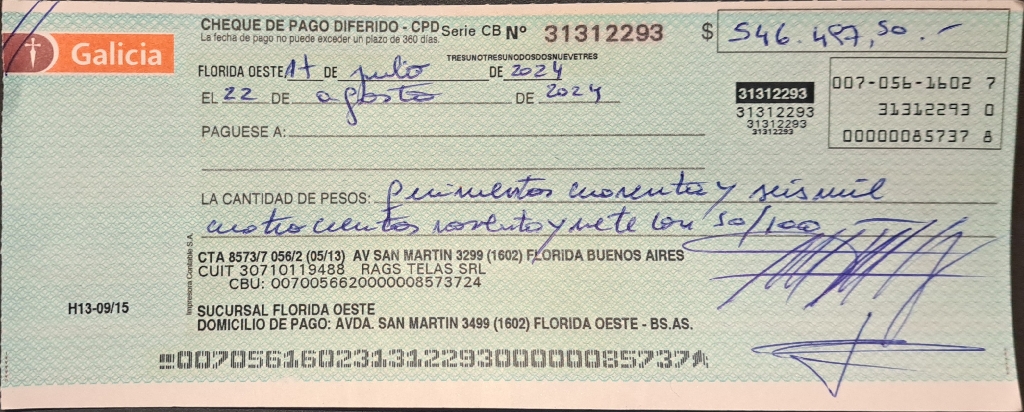 Galicia
CHEQUE DE PAGO DIFERIDO - CPD Serie CB Nº 31312293 $ 546.497,50.-
La fecha de pago no puede exceder un plazo de 360 días.
TRESUNOTRESUNODOSDOSNUEVETRES
FLORIDA OESTE, 17 DE julio DE 2024
EL 22 DE agosto DE 2024
PAGUESE A:
31312293
31312293
31312293
31312293
007-056-1602 7
31312293 0
00000085737 8
LA CANTIDAD DE PESOS: quinientos cuarenta y seis mil
cuatrocientos noventa y siete con 50/100
CTA 8573/7 056/2 (05/13) AV SAN MARTIN 3299 (1602) FLORIDA BUENOS AIRES
CUIT 30710119488 RAGS TELAS SRL
CBU: 0070056620000008573724
Impresora Contable S.A.
H13-09/15
SUCURSAL FLORIDA OESTE
DOMICILIO DE PAGO: AVDA. SAN MARTIN 3499 (1602) FLORIDA OESTE - BS.AS.
00705616023131229300000085737